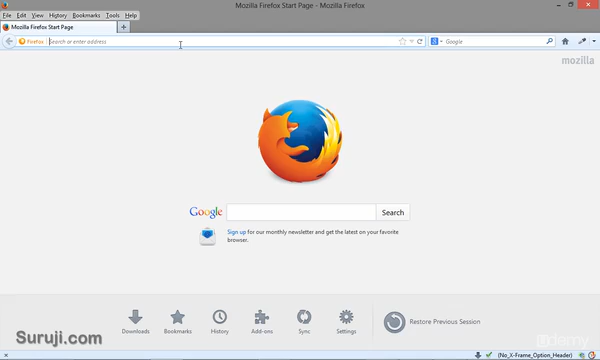 Mozilla Firefox Start Page - Mozilla Firefox
File Edit View History Bookmarks Tools Help
Mozilla Firefox Start Page
Firefox Search or enter address
Google
mozilla
Google
Search
Sign up for our monthly newsletter and get the latest on your favorite
browser.
Downloads Bookmarks History Add-ons Sync Settings
Restore Previous Session
Suruji.com
udemy
(No_X-Frame_Option_Header)